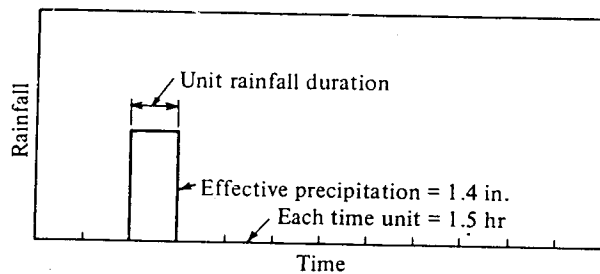 Rainfall
Unit rainfall duration
Effective precipitation = 1.4 in.
Each time unit = 1.5 hr
Time